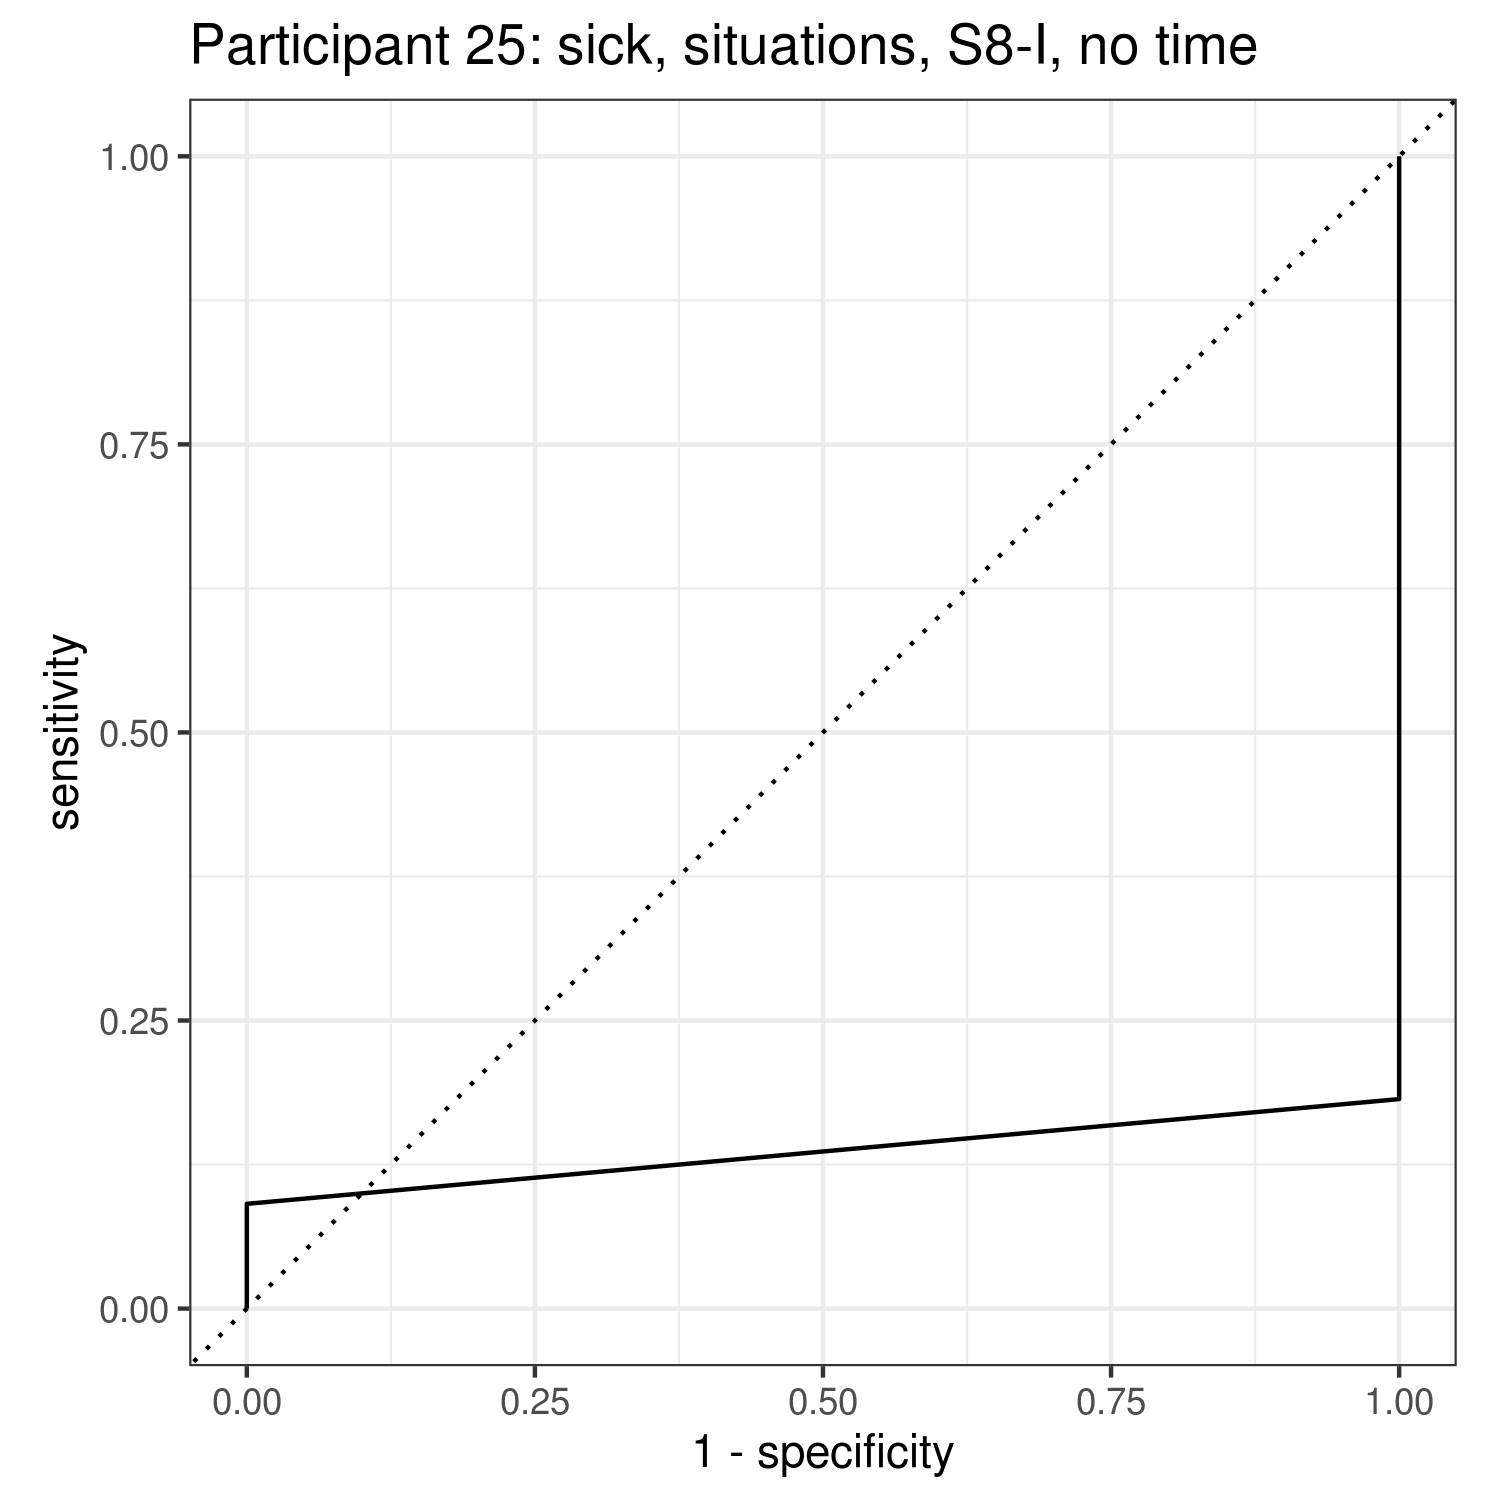 Participant 25: sick, situations, S8-I, no time
1.00
0.75
0.50
0.25
0.00
sensitivity
0.00 0.25 0.50 0.75 1.00
1 - specificity